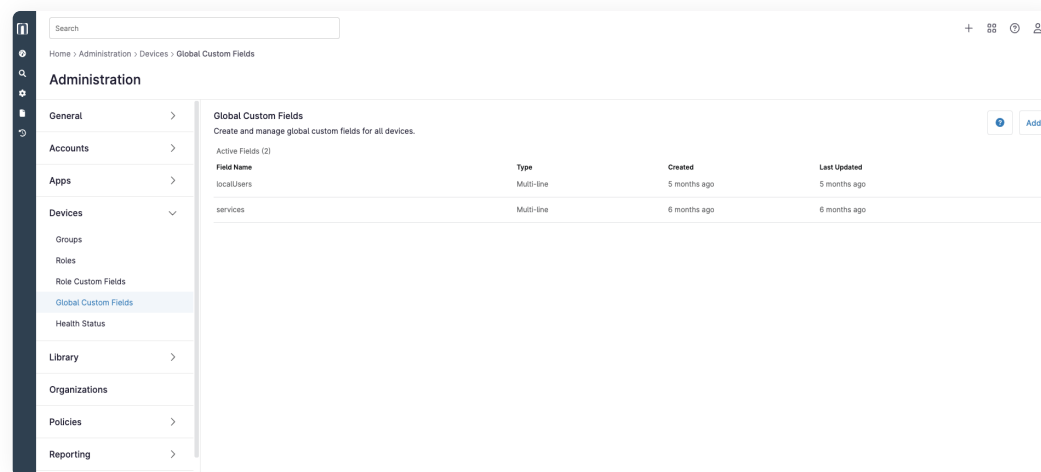 Search
Home > Administration > Devices > Global Custom Fields
Administration
General
Accounts
Apps
Devices
Groups
Roles
Role Custom Fields
Global Custom Fields
Health Status
Library
Organizations
Policies
Reporting
Global Custom Fields
Create and manage global custom fields for all devices.
Add
Active Fields (2)
Field Name Type Created Last Updated
localUsers Multi-line 5 months ago 5 months ago
services Multi-line 6 months ago 6 months ago